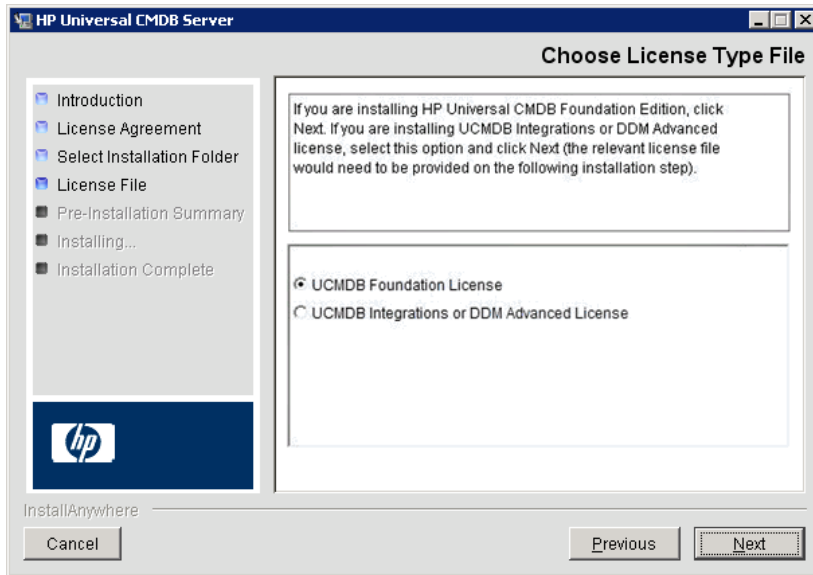 HP Universal CMDB Server
Choose License Type File
Introduction
License Agreement
Select Installation Folder
License File
Pre-Installation Summary
Installing...
Installation Complete
If you are installing HP Universal CMDB Foundation Edition, click
Next. If you are installing UCMDB Integrations or DDM Advanced
license, select this option and click Next (the relevant license file
would need to be provided on the following installation step).
UCMDB Foundation License
UCMDB Integrations or DDM Advanced License
hp
InstallAnywhere
Cancel
Previous
Next